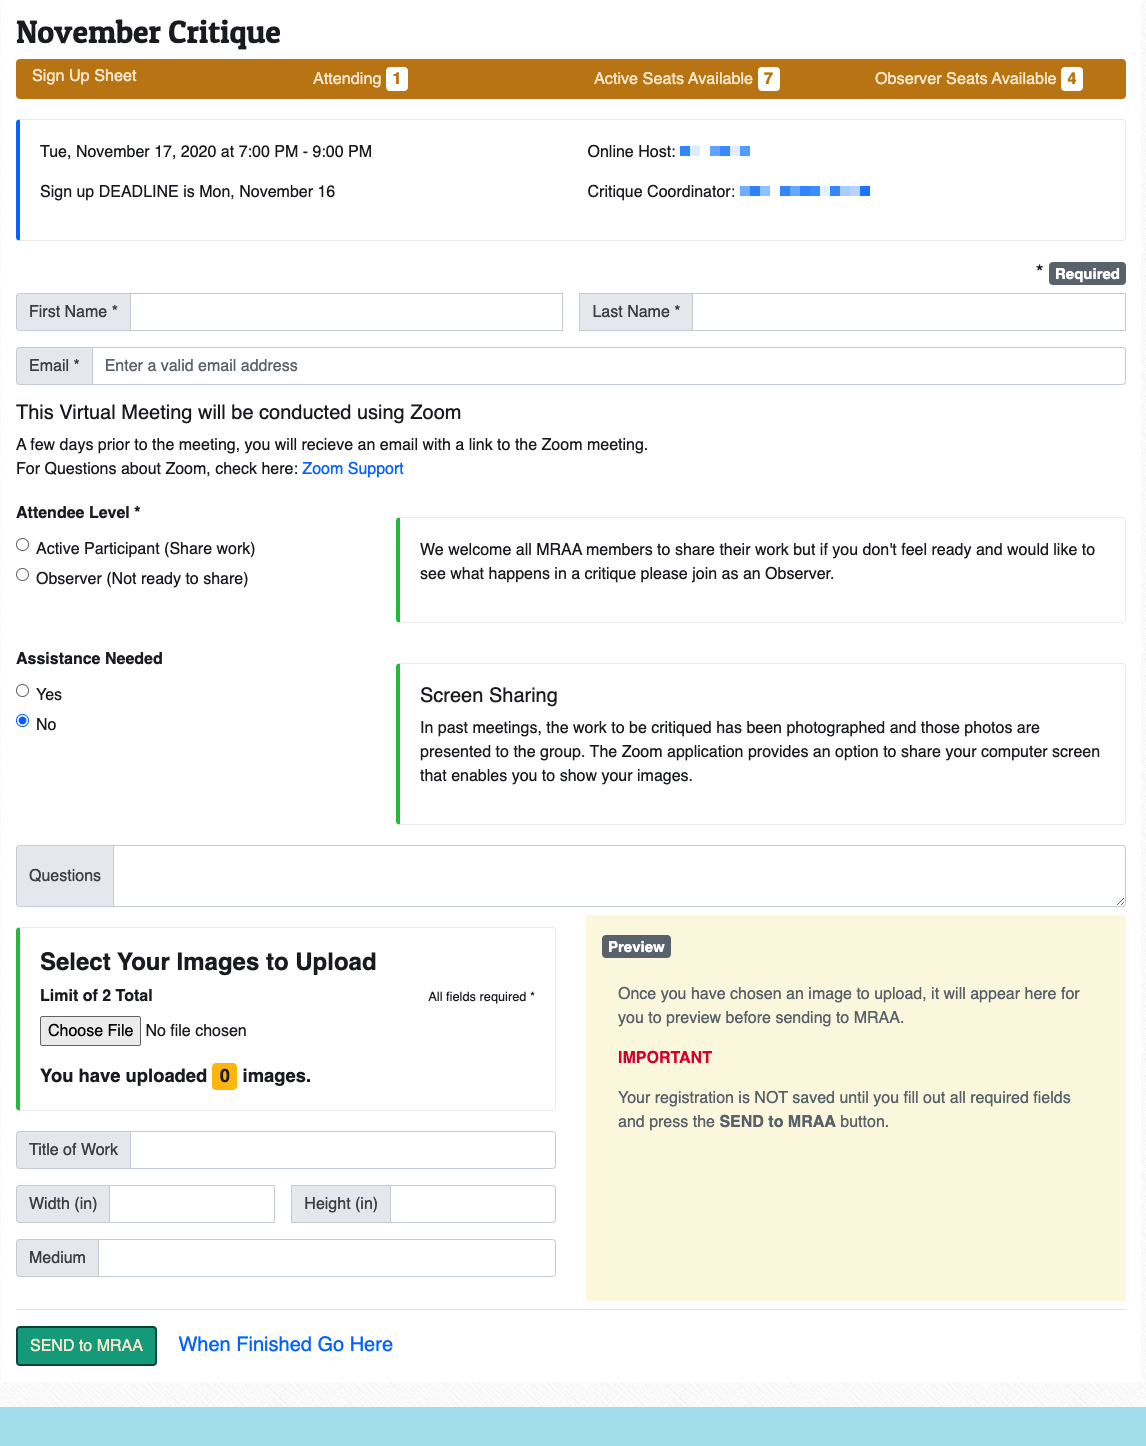 November Critique
Sign Up Sheet Attending 1 Active Seats Available 7 Observer Seats Available 4
Tue, November 17, 2020 at 7:00 PM - 9:00 PM
Online Host:
Sign up DEADLINE is Mon, November 16
Critique Coordinator:
* Required
First Name *
Last Name *
Email * Enter a valid email address
This Virtual Meeting will be conducted using Zoom
A few days prior to the meeting, you will recieve an email with a link to the Zoom meeting.
For Questions about Zoom, check here: Zoom Support
Attendee Level *
Active Participant (Share work)
Observer (Not ready to share)
We welcome all MRAA members to share their work but if you don't feel ready and would like to
see what happens in a critique please join as an Observer.
Assistance Needed
Yes
No
Screen Sharing
In past meetings, the work to be critiqued has been photographed and those photos are
presented to the group. The Zoom application provides an option to share your computer screen
that enables you to show your images.
Questions
Select Your Images to Upload
Limit of 2 Total All fields required *
Choose File No file chosen
You have uploaded 0 images.
Title of Work
Width (in) Height (in)
Medium
Preview
Once you have chosen an image to upload, it will appear here for
you to preview before sending to MRAA.
IMPORTANT
Your registration is NOT saved until you fill out all required fields
and press the SEND to MRAA button.
SEND to MRAA When Finished Go Here